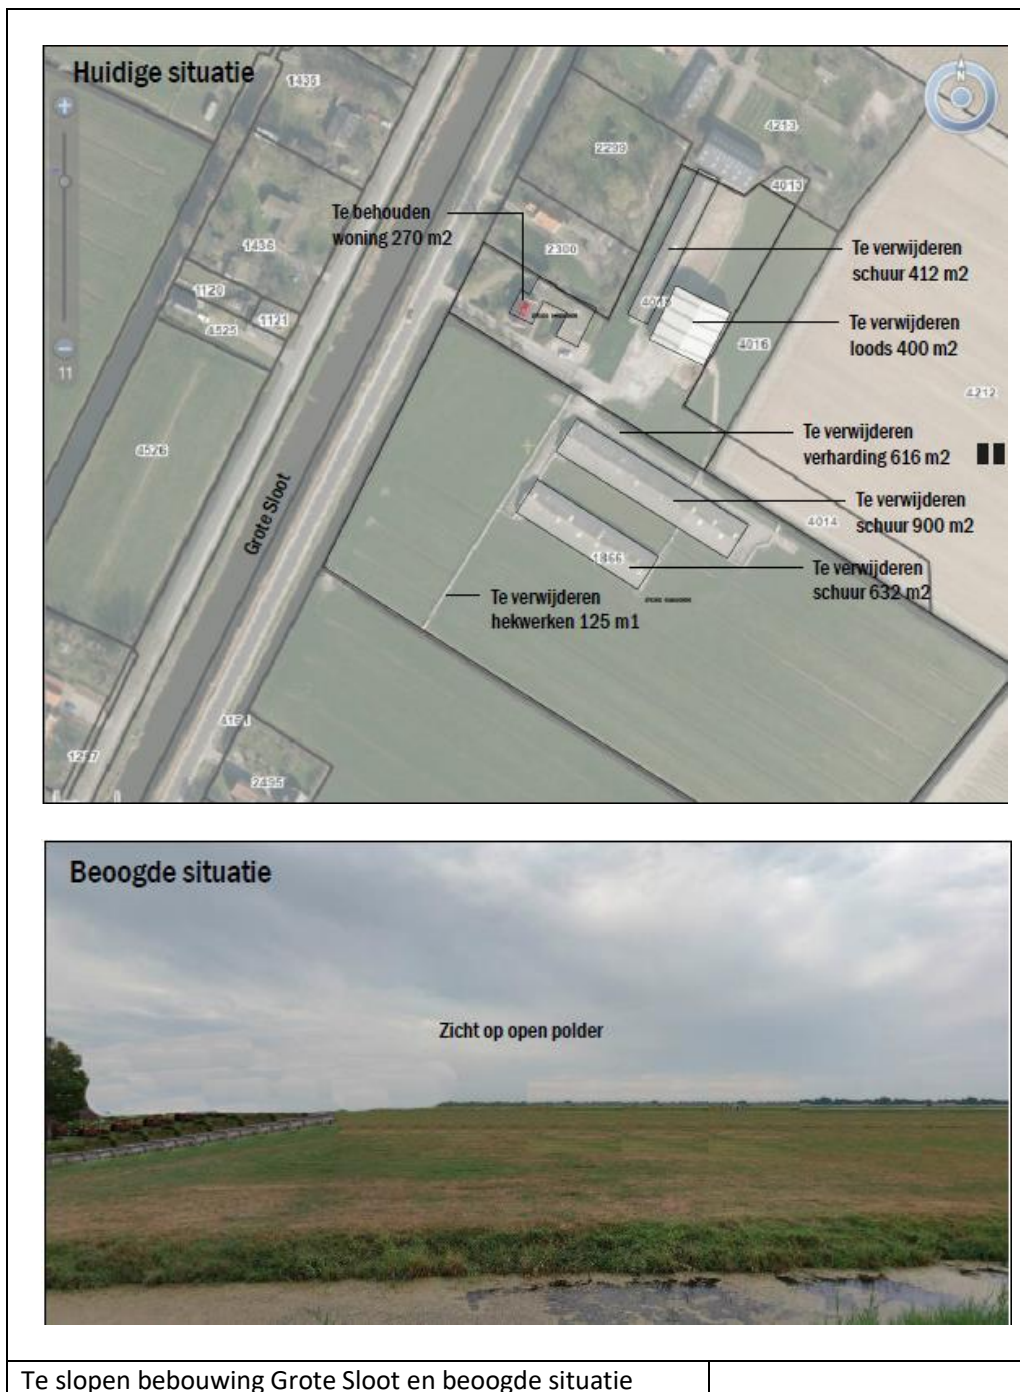 Huidige situatie
N
1435
4213
2299
4013
Te behouden
woning 270 m2
1436
2300
Te verwijderen
schuur 412 m2
1120
1121
4525
Te verwijderen
loods 400 m2
4016
11
4212
4526
Te verwijderen
verharding 616 m2
Grote Sloot
Te verwijderen
schuur 900 m2
4014
1866
Te verwijderen
schuur 632 m2
Te verwijderen
hekwerken 125 m1
2495
Beoogde situatie
Zicht op open polder
Te slopen bebouwing Grote Sloot en beoogde situatie